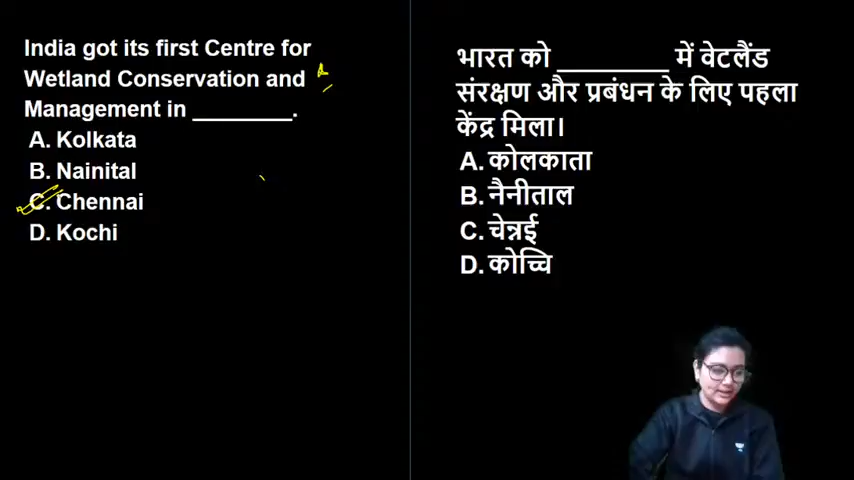 India got its first Centre for
Wetland Conservation and
Management in ________.
A. Kolkata
B. Nainital
C. Chennai
D. Kochi
भारत को ________ में वेटलैंड
संरक्षण और प्रबंधन के लिए पहला
केंद्र मिला।
A. कोलकाता
B. नैनीताल
C. चेन्नई
D. कोच्चि